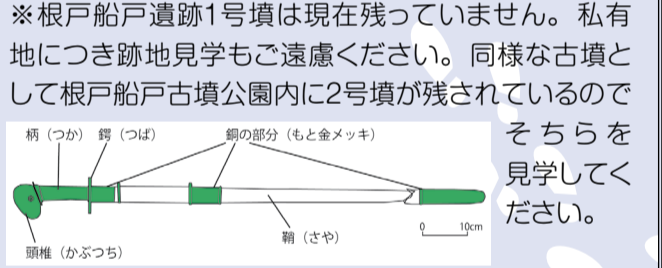 ※根戸船戸遺跡1号墳は現在残っていません。私有
地につき跡地見学もご遠慮ください。同様な古墳と
して根戸船戸古墳公園内に2号墳が残されているので
そちらを
見学してく
ださい。
柄（つか）　鍔（つば）　銅の部分（もと金メッキ）
鞘（さや）
0　10cm
頭椎（かぶつち）